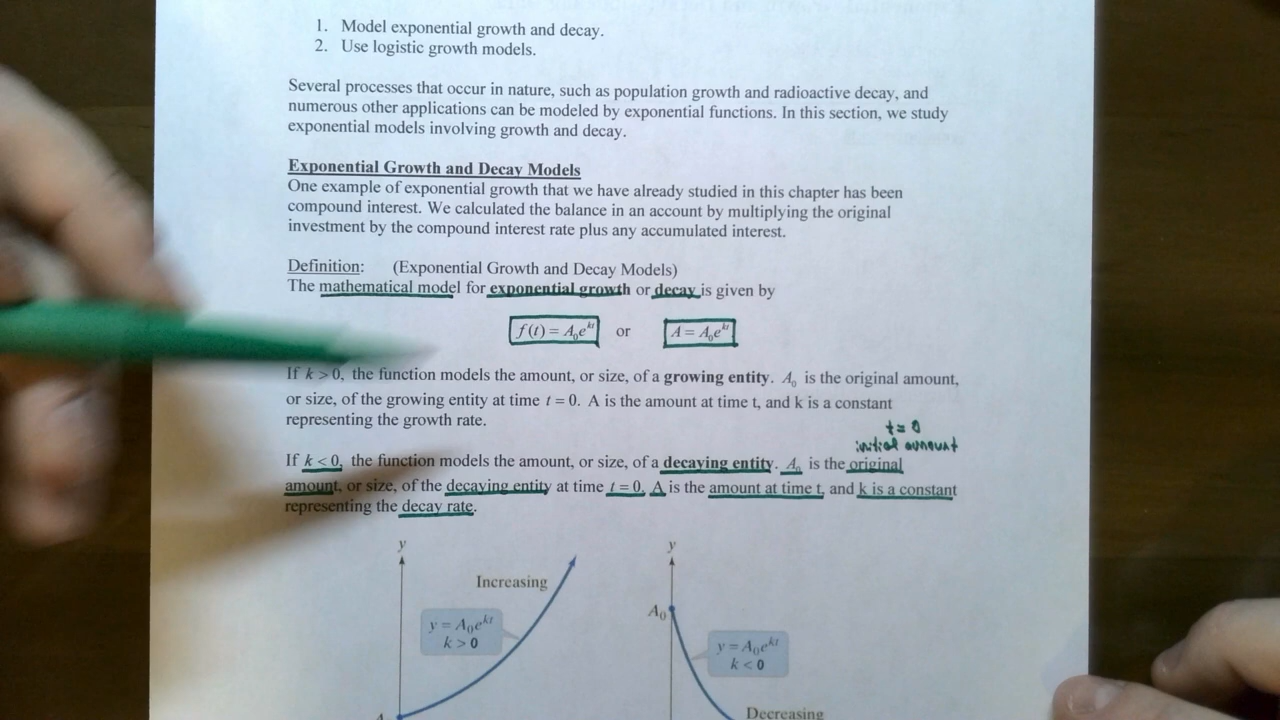 1. Model exponential growth and decay.
2. Use logistic growth models.
Several processes that occur in nature, such as population growth and radioactive decay, and
numerous other applications can be modeled by exponential functions. In this section, we study
exponential models involving growth and decay.
Exponential Growth and Decay Models
One example of exponential growth that we have already studied in this chapter has been
compound interest. We calculated the balance in an account by multiplying the original
investment by the compound interest rate plus any accumulated interest.
Definition: (Exponential Growth and Decay Models)
The mathematical model for exponential growth or decay is given by
f(t) = A₀eᵏᵗ or A = A₀eᵏᵗ
If k > 0, the function models the amount, or size, of a growing entity. A₀ is the original amount,
or size, of the growing entity at time t = 0. A is the amount at time t, and k is a constant
representing the growth rate.
t = 0
initial amount
If k < 0, the function models the amount, or size, of a decaying entity. A₀ is the original
amount, or size, of the decaying entity at time t = 0. A is the amount at time t, and k is a constant
representing the decay rate.
y
Increasing
y = A₀eᵏᵗ
k > 0
y
A₀
y = A₀eᵏᵗ
k < 0
Decreasing